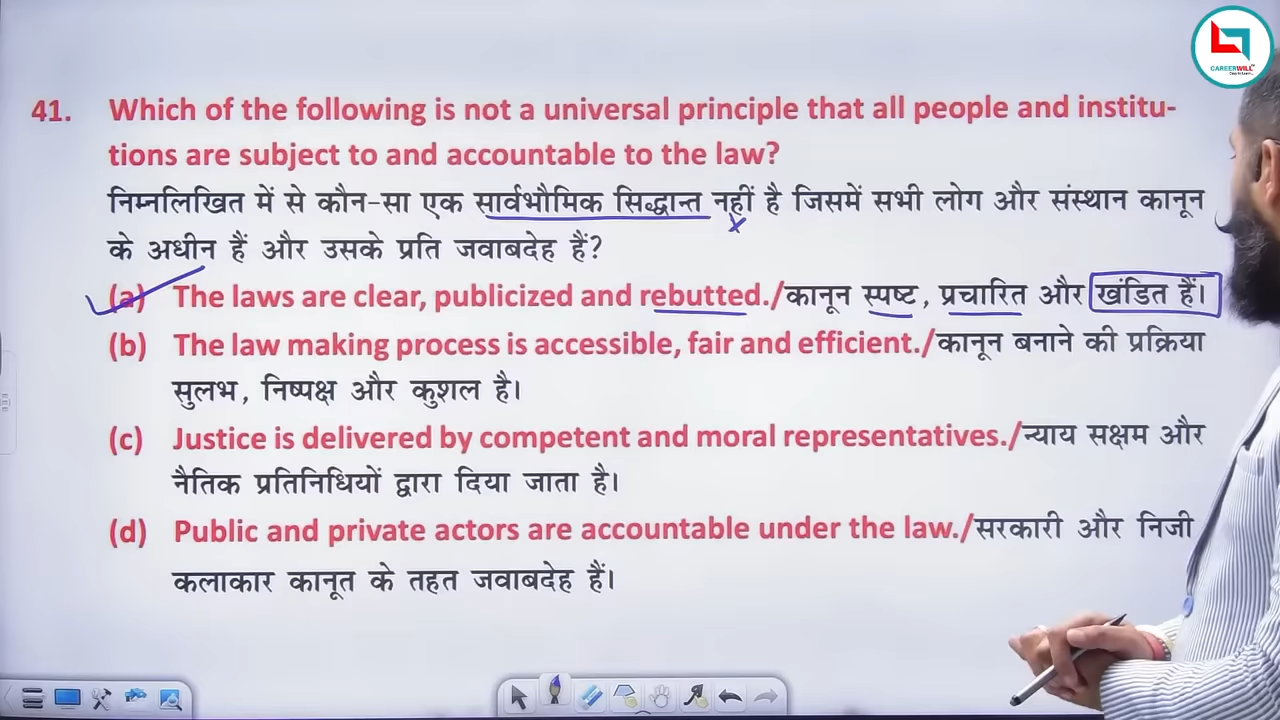 CAREERWILL
41. Which of the following is not a universal principle that all people and institu-
tions are subject to and accountable to the law?
निम्नलिखित में से कौन-सा एक सार्वभौमिक सिद्धान्त नहीं है जिसमें सभी लोग और संस्थान कानून
के अधीन हैं और उसके प्रति जवाबदेह हैं?
(a) The laws are clear, publicized and rebutted./कानून स्पष्ट, प्रचारित और खंडित हैं।
(b) The law making process is accessible, fair and efficient./कानून बनाने की प्रक्रिया
सुलभ, निष्पक्ष और कुशल है।
(c) Justice is delivered by competent and moral representatives./न्याय सक्षम और
नैतिक प्रतिनिधियों द्वारा दिया जाता है।
(d) Public and private actors are accountable under the law./सरकारी और निजी
कलाकार कानूत के तहत जवाबदेह हैं।